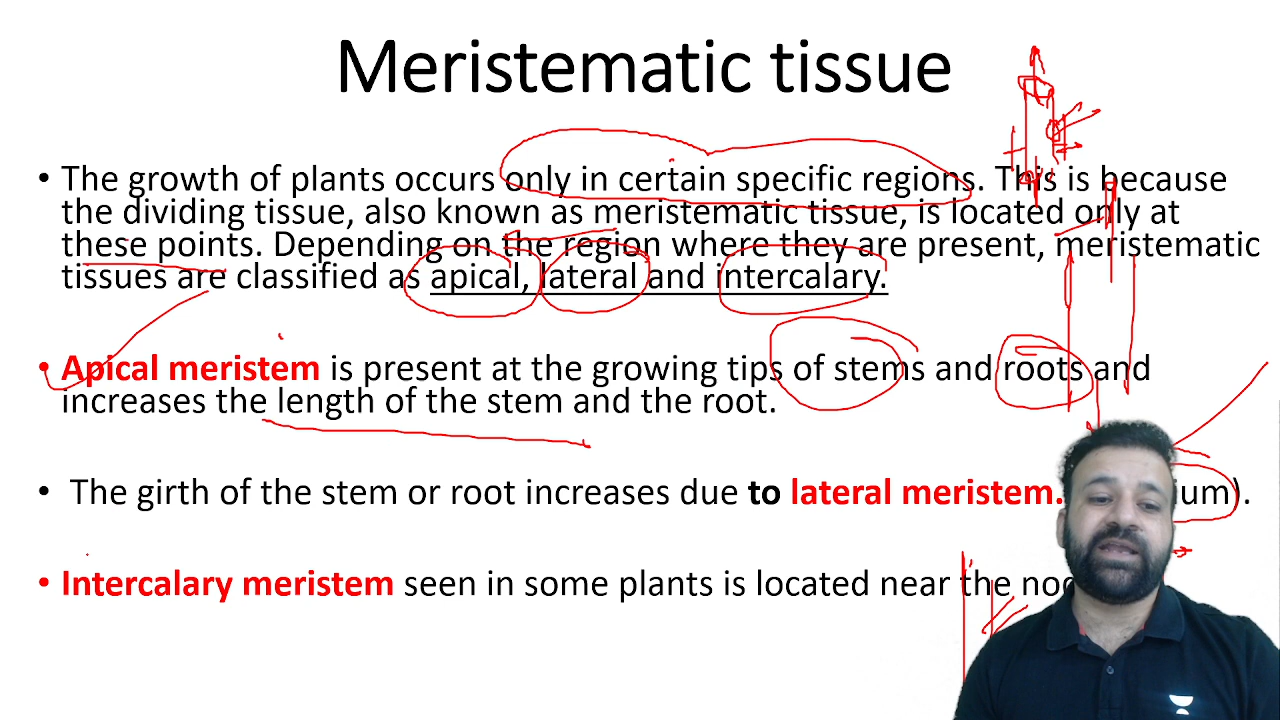 Meristematic tissue
• The growth of plants occurs only in certain specific regions. This is because
the dividing tissue, also known as meristematic tissue, is located only at
these points. Depending on the region where they are present, meristematic
tissues are classified as apical, lateral and intercalary.
• Apical meristem is present at the growing tips of stems and roots and
increases the length of the stem and the root.
• The girth of the stem or root increases due to lateral meristem.
• Intercalary meristem seen in some plants is located near the